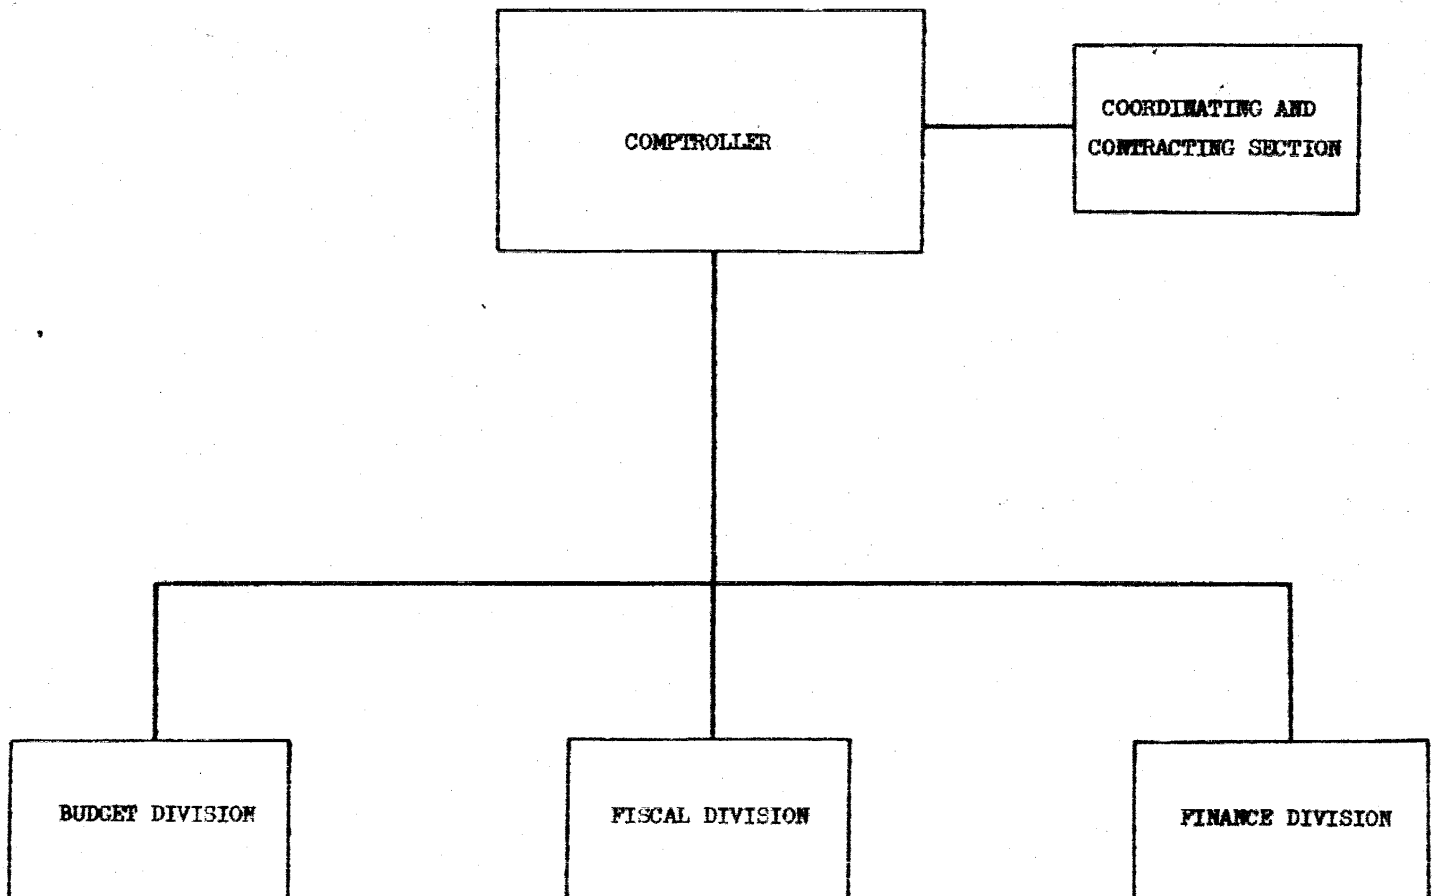 COMPTROLLER
COORDINATING AND
CONTRACTING SECTION
BUDGET DIVISION
FISCAL DIVISION
FINANCE DIVISION